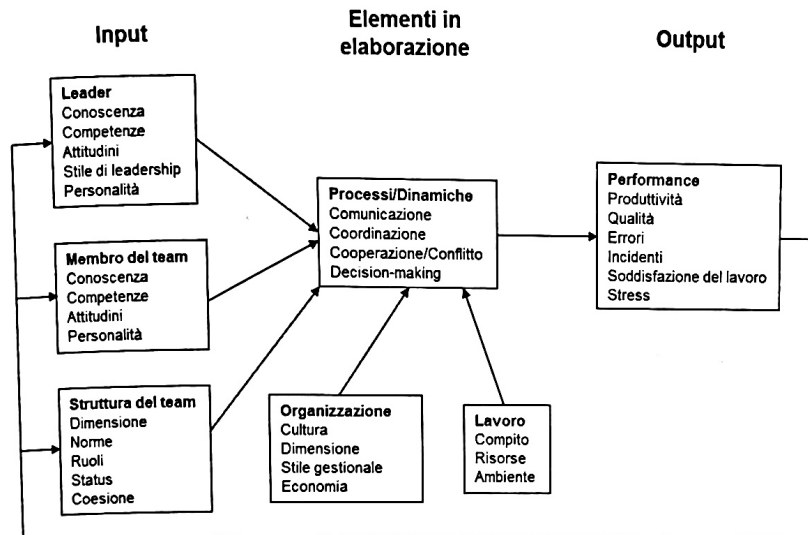 Input
Elementi in
elaborazione
Output
Leader
Conoscenza
Competenze
Attitudini
Stile di leadership
Personalità
Membro del team
Conoscenza
Competenze
Attitudini
Personalità
Struttura del team
Dimensione
Norme
Ruoli
Status
Coesione
Processi/Dinamiche
Comunicazione
Coordinazione
Cooperazione/Conflitto
Decision-making
Organizzazione
Cultura
Dimensione
Stile gestionale
Economia
Lavoro
Compito
Risorse
Ambiente
Performance
Produttività
Qualità
Errori
Incidenti
Soddisfazione del lavoro
Stress